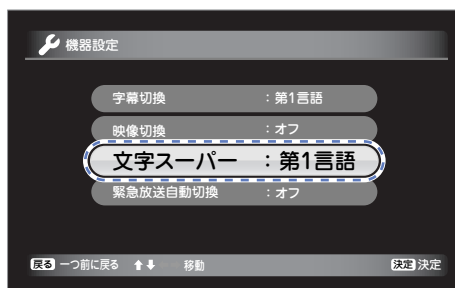 機器設定
字幕切換 : 第1言語
映像切換 : オフ
文字スーパー : 第1言語
緊急放送自動切換 : オフ
戻る 一つ前に戻る ↑↓ 移動 決定 決定